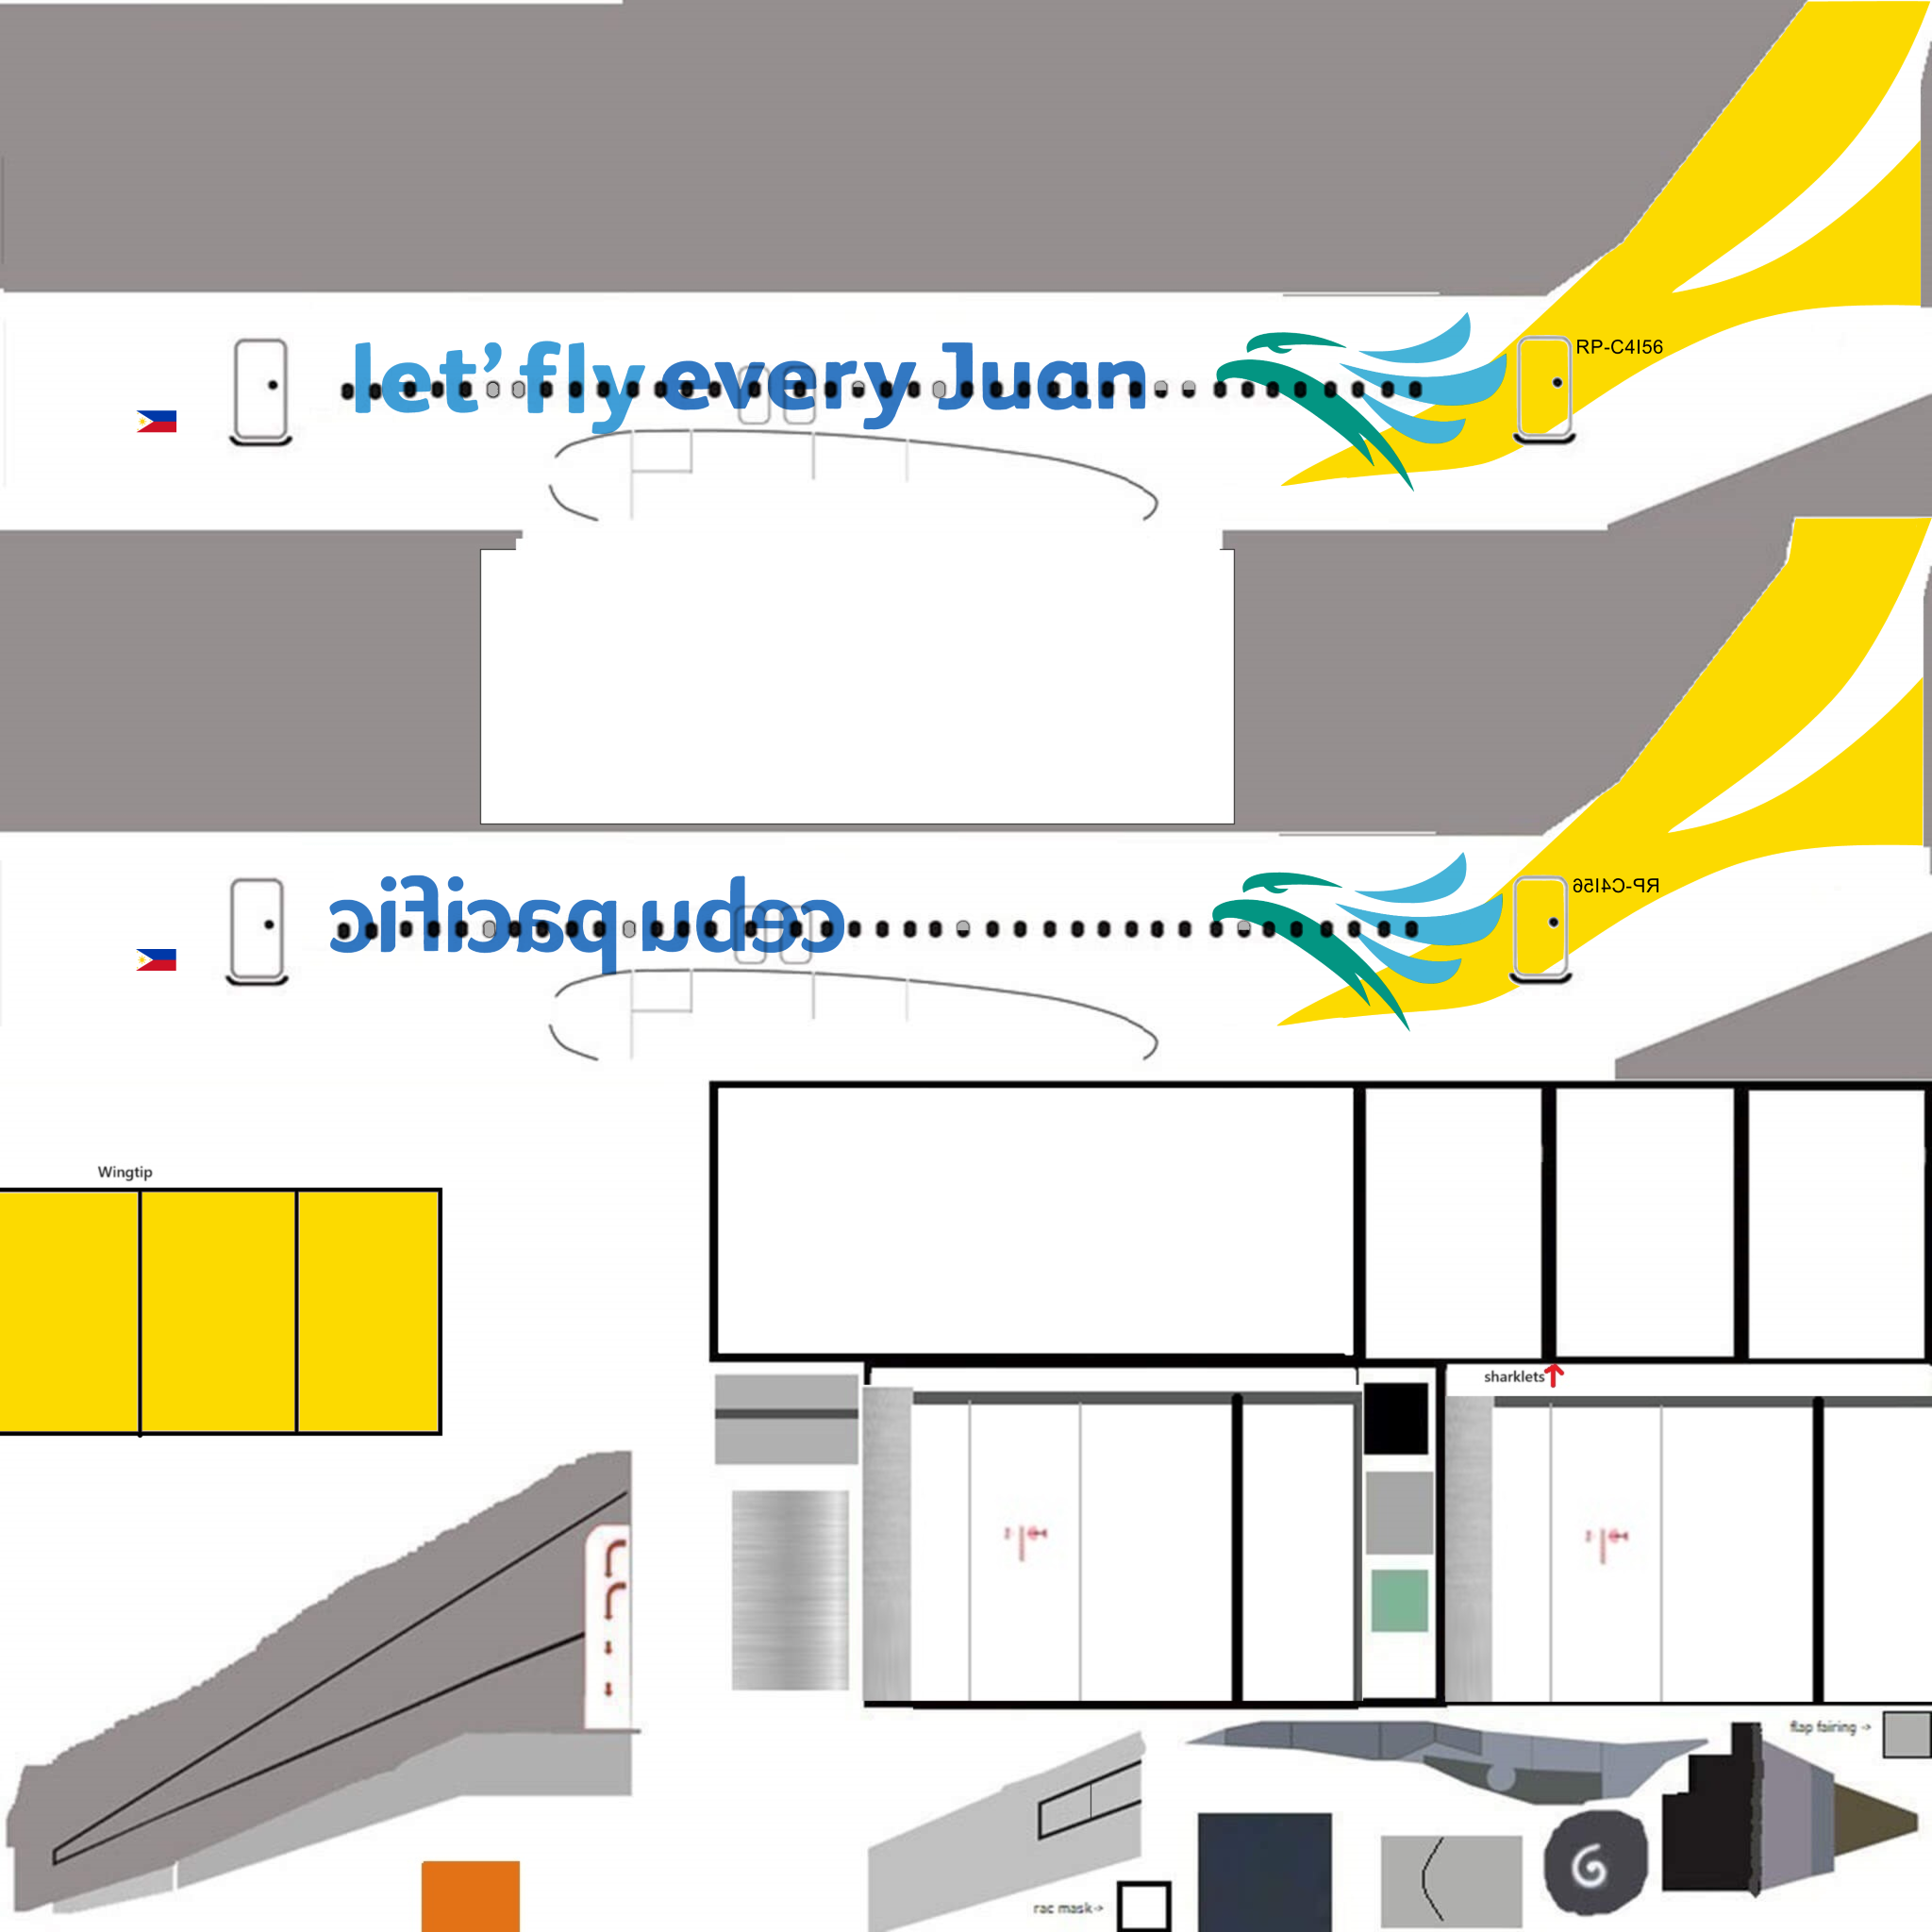 let’fly every Juan
RP-C4I56
cebu pacific
RP-C4I56
Wingtip
sharklets
flap fairing ->
rac mask->